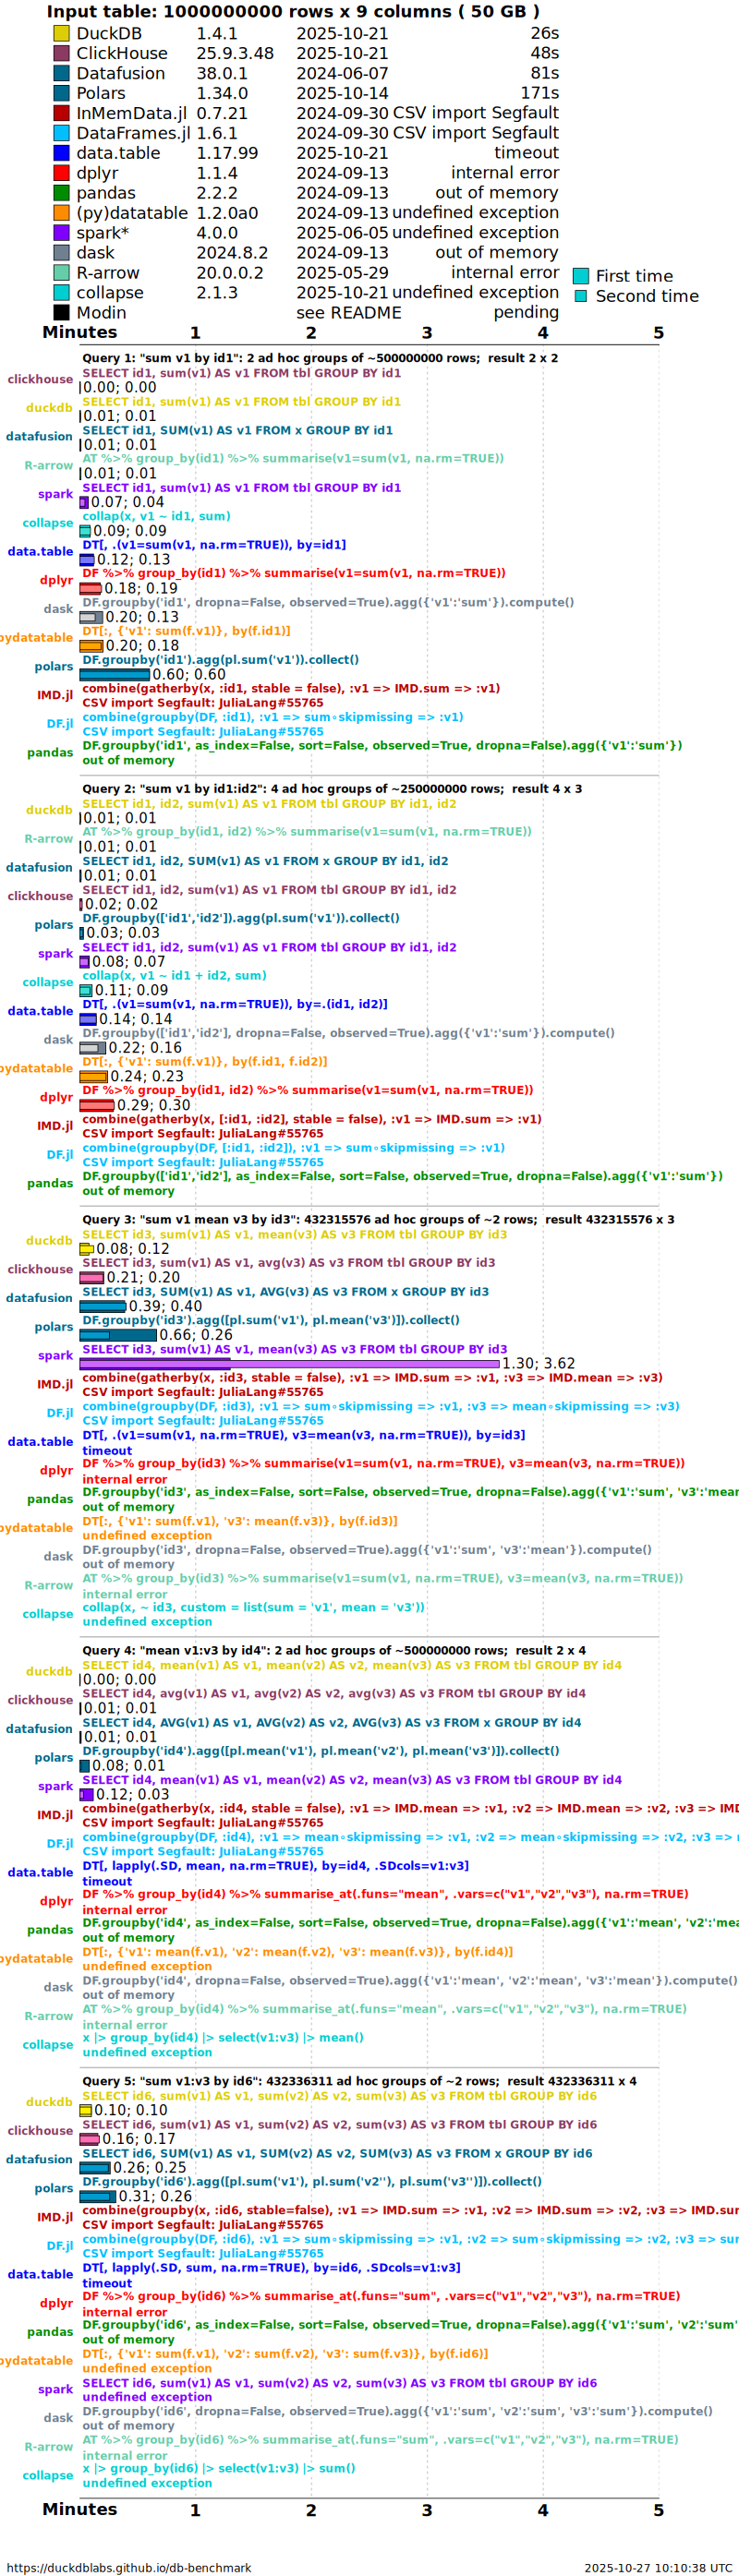 Input table: 1000000000 rows x 9 columns ( 50 GB )
DuckDB 1.4.1 2025-10-21 26s
ClickHouse 25.9.3.48 2025-10-21 48s
Datafusion 38.0.1 2024-06-07 81s
Polars 1.34.0 2025-10-14 171s
InMemData.jl 0.7.21 2024-09-30 CSV import Segfault
DataFrames.jl 1.6.1 2024-09-30 CSV import Segfault
data.table 1.17.99 2025-10-21 timeout
dplyr 1.1.4 2024-09-13 internal error
pandas 2.2.2 2024-09-13 out of memory
(py)datatable 1.2.0a0 2024-09-13 undefined exception
spark* 4.0.0 2025-06-05 undefined exception
dask 2024.8.2 2024-09-13 out of memory
R-arrow 20.0.0.2 2025-05-29 internal error
collapse 2.1.3 2025-10-21 undefined exception
Modin see README pending
First time
Second time
Minutes 1 2 3 4 5
Query 1: "sum v1 by id1": 2 ad hoc groups of ~500000000 rows; result 2 x 2
clickhouse SELECT id1, sum(v1) AS v1 FROM tbl GROUP BY id1
0.00; 0.00
duckdb SELECT id1, sum(v1) AS v1 FROM tbl GROUP BY id1
0.01; 0.01
datafusion SELECT id1, SUM(v1) AS v1 FROM x GROUP BY id1
0.01; 0.01
R-arrow AT %>% group_by(id1) %>% summarise(v1=sum(v1, na.rm=TRUE))
0.01; 0.01
spark SELECT id1, sum(v1) AS v1 FROM tbl GROUP BY id1
0.07; 0.04
collapse collap(x, v1 ~ id1, sum)
0.09; 0.09
data.table DT[, .(v1=sum(v1, na.rm=TRUE)), by=id1]
0.12; 0.13
dplyr DF %>% group_by(id1) %>% summarise(v1=sum(v1, na.rm=TRUE))
0.18; 0.19
dask DF.groupby('id1', dropna=False, observed=True).agg({'v1':'sum'}).compute()
0.20; 0.13
pydatatable DT[:, {'v1': sum(f.v1)}, by(f.id1)]
0.20; 0.18
polars DF.groupby('id1').agg(pl.sum('v1')).collect()
0.60; 0.60
IMD.jl combine(gatherby(x, :id1, stable = false), :v1 => IMD.sum => :v1)
CSV import Segfault: JuliaLang#55765
DF.jl combine(groupby(DF, :id1), :v1 => sum∘skipmissing => :v1)
CSV import Segfault: JuliaLang#55765
pandas DF.groupby('id1', as_index=False, sort=False, observed=True, dropna=False).agg({'v1':'sum'})
out of memory
Query 2: "sum v1 by id1:id2": 4 ad hoc groups of ~250000000 rows; result 4 x 3
duckdb SELECT id1, id2, sum(v1) AS v1 FROM tbl GROUP BY id1, id2
0.01; 0.01
R-arrow AT %>% group_by(id1, id2) %>% summarise(v1=sum(v1, na.rm=TRUE))
0.01; 0.01
datafusion SELECT id1, id2, SUM(v1) AS v1 FROM x GROUP BY id1, id2
0.01; 0.01
clickhouse SELECT id1, id2, sum(v1) AS v1 FROM tbl GROUP BY id1, id2
0.02; 0.02
polars DF.groupby(['id1','id2']).agg(pl.sum('v1')).collect()
0.03; 0.03
spark SELECT id1, id2, sum(v1) AS v1 FROM tbl GROUP BY id1, id2
0.08; 0.07
collapse collap(x, v1 ~ id1 + id2, sum)
0.11; 0.09
data.table DT[, .(v1=sum(v1, na.rm=TRUE)), by=.(id1, id2)]
0.14; 0.14
dask DF.groupby(['id1','id2'], dropna=False, observed=True).agg({'v1':'sum'}).compute()
0.22; 0.16
pydatatable DT[:, {'v1': sum(f.v1)}, by(f.id1, f.id2)]
0.24; 0.23
dplyr DF %>% group_by(id1, id2) %>% summarise(v1=sum(v1, na.rm=TRUE))
0.29; 0.30
IMD.jl combine(gatherby(x, [:id1, :id2], stable = false), :v1 => IMD.sum => :v1)
CSV import Segfault: JuliaLang#55765
DF.jl combine(groupby(DF, [:id1, :id2]), :v1 => sum∘skipmissing => :v1)
CSV import Segfault: JuliaLang#55765
pandas DF.groupby(['id1','id2'], as_index=False, sort=False, observed=True, dropna=False).agg({'v1':'sum'})
out of memory
Query 3: "sum v1 mean v3 by id3": 432315576 ad hoc groups of ~2 rows; result 432315576 x 3
duckdb SELECT id3, sum(v1) AS v1, mean(v3) AS v3 FROM tbl GROUP BY id3
0.08; 0.12
clickhouse SELECT id3, sum(v1) AS v1, avg(v3) AS v3 FROM tbl GROUP BY id3
0.21; 0.20
datafusion SELECT id3, SUM(v1) AS v1, AVG(v3) AS v3 FROM x GROUP BY id3
0.39; 0.40
polars DF.groupby('id3').agg([pl.sum('v1'), pl.mean('v3')]).collect()
0.66; 0.26
spark SELECT id3, sum(v1) AS v1, mean(v3) AS v3 FROM tbl GROUP BY id3
1.30; 3.62
IMD.jl combine(gatherby(x, :id3, stable = false), :v1 => IMD.sum => :v1, :v3 => IMD.mean => :v3)
CSV import Segfault: JuliaLang#55765
DF.jl combine(groupby(DF, :id3), :v1 => sum∘skipmissing => :v1, :v3 => mean∘skipmissing => :v3)
CSV import Segfault: JuliaLang#55765
data.table DT[, .(v1=sum(v1, na.rm=TRUE), v3=mean(v3, na.rm=TRUE)), by=id3]
timeout
dplyr DF %>% group_by(id3) %>% summarise(v1=sum(v1, na.rm=TRUE), v3=mean(v3, na.rm=TRUE))
internal error
pandas DF.groupby('id3', as_index=False, sort=False, observed=True, dropna=False).agg({'v1':'sum', 'v3':'mean
out of memory
pydatatable DT[:, {'v1': sum(f.v1), 'v3': mean(f.v3)}, by(f.id3)]
undefined exception
dask DF.groupby('id3', dropna=False, observed=True).agg({'v1':'sum', 'v3':'mean'}).compute()
out of memory
R-arrow AT %>% group_by(id3) %>% summarise(v1=sum(v1, na.rm=TRUE), v3=mean(v3, na.rm=TRUE))
internal error
collapse collap(x, ~ id3, custom = list(sum = 'v1', mean = 'v3'))
undefined exception
Query 4: "mean v1:v3 by id4": 2 ad hoc groups of ~500000000 rows; result 2 x 4
duckdb SELECT id4, mean(v1) AS v1, mean(v2) AS v2, mean(v3) AS v3 FROM tbl GROUP BY id4
0.00; 0.00
clickhouse SELECT id4, avg(v1) AS v1, avg(v2) AS v2, avg(v3) AS v3 FROM tbl GROUP BY id4
0.01; 0.01
datafusion SELECT id4, AVG(v1) AS v1, AVG(v2) AS v2, AVG(v3) AS v3 FROM x GROUP BY id4
0.01; 0.01
polars DF.groupby('id4').agg([pl.mean('v1'), pl.mean('v2'), pl.mean('v3')]).collect()
0.08; 0.01
spark SELECT id4, mean(v1) AS v1, mean(v2) AS v2, mean(v3) AS v3 FROM tbl GROUP BY id4
0.12; 0.03
IMD.jl combine(gatherby(x, :id4, stable = false), :v1 => IMD.mean => :v1, :v2 => IMD.mean => :v2, :v3 => IMD
CSV import Segfault: JuliaLang#55765
DF.jl combine(groupby(DF, :id4), :v1 => mean∘skipmissing => :v1, :v2 => mean∘skipmissing => :v2, :v3 =>
CSV import Segfault: JuliaLang#55765
data.table DT[, lapply(.SD, mean, na.rm=TRUE), by=id4, .SDcols=v1:v3]
timeout
dplyr DF %>% group_by(id4) %>% summarise_at(.funs="mean", .vars=c("v1","v2","v3"), na.rm=TRUE)
internal error
pandas DF.groupby('id4', as_index=False, sort=False, observed=True, dropna=False).agg({'v1':'mean', 'v2':'mea
out of memory
pydatatable DT[:, {'v1': mean(f.v1), 'v2': mean(f.v2), 'v3': mean(f.v3)}, by(f.id4)]
undefined exception
dask DF.groupby('id4', dropna=False, observed=True).agg({'v1':'mean', 'v2':'mean', 'v3':'mean'}).compute()
out of memory
R-arrow AT %>% group_by(id4) %>% summarise_at(.funs="mean", .vars=c("v1","v2","v3"), na.rm=TRUE)
internal error
collapse x |> group_by(id4) |> select(v1:v3) |> mean()
undefined exception
Query 5: "sum v1:v3 by id6": 432336311 ad hoc groups of ~2 rows; result 432336311 x 4
duckdb SELECT id6, sum(v1) AS v1, sum(v2) AS v2, sum(v3) AS v3 FROM tbl GROUP BY id6
0.10; 0.10
clickhouse SELECT id6, sum(v1) AS v1, sum(v2) AS v2, sum(v3) AS v3 FROM tbl GROUP BY id6
0.16; 0.17
datafusion SELECT id6, SUM(v1) AS v1, SUM(v2) AS v2, SUM(v3) AS v3 FROM x GROUP BY id6
0.26; 0.25
polars DF.groupby('id6').agg([pl.sum('v1'), pl.sum('v2''), pl.sum('v3'')]).collect()
0.31; 0.26
IMD.jl combine(groupby(x, :id6, stable=false), :v1 => IMD.sum => :v1, :v2 => IMD.sum => :v2, :v3 => IMD.sur
CSV import Segfault: JuliaLang#55765
DF.jl combine(groupby(DF, :id6), :v1 => sum∘skipmissing => :v1, :v2 => sum∘skipmissing => :v2, :v3 => sur
CSV import Segfault: JuliaLang#55765
data.table DT[, lapply(.SD, sum, na.rm=TRUE), by=id6, .SDcols=v1:v3]
timeout
dplyr DF %>% group_by(id6) %>% summarise_at(.funs="sum", .vars=c("v1","v2","v3"), na.rm=TRUE)
internal error
pandas DF.groupby('id6', as_index=False, sort=False, observed=True, dropna=False).agg({'v1':'sum', 'v2':'sum'
out of memory
pydatatable DT[:, {'v1': sum(f.v1), 'v2': sum(f.v2), 'v3': sum(f.v3)}, by(f.id6)]
undefined exception
spark SELECT id6, sum(v1) AS v1, sum(v2) AS v2, sum(v3) AS v3 FROM tbl GROUP BY id6
undefined exception
dask DF.groupby('id6', dropna=False, observed=True).agg({'v1':'sum', 'v2':'sum', 'v3':'sum'}).compute()
out of memory
R-arrow AT %>% group_by(id6) %>% summarise_at(.funs="sum", .vars=c("v1","v2","v3"), na.rm=TRUE)
internal error
collapse x |> group_by(id6) |> select(v1:v3) |> sum()
undefined exception
Minutes 1 2 3 4 5
https://duckdblabs.github.io/db-benchmark 2025-10-27 10:10:38 UTC